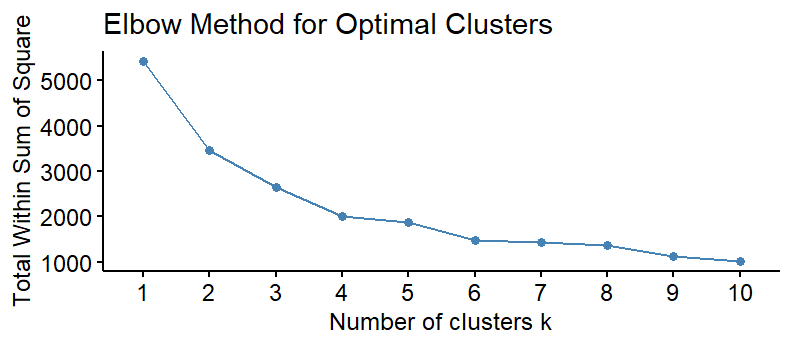 Elbow Method for Optimal Clusters
Total Within Sum of Square
5000
4000
3000
2000
1000
1 2 3 4 5 6 7 8 9 10
Number of clusters k